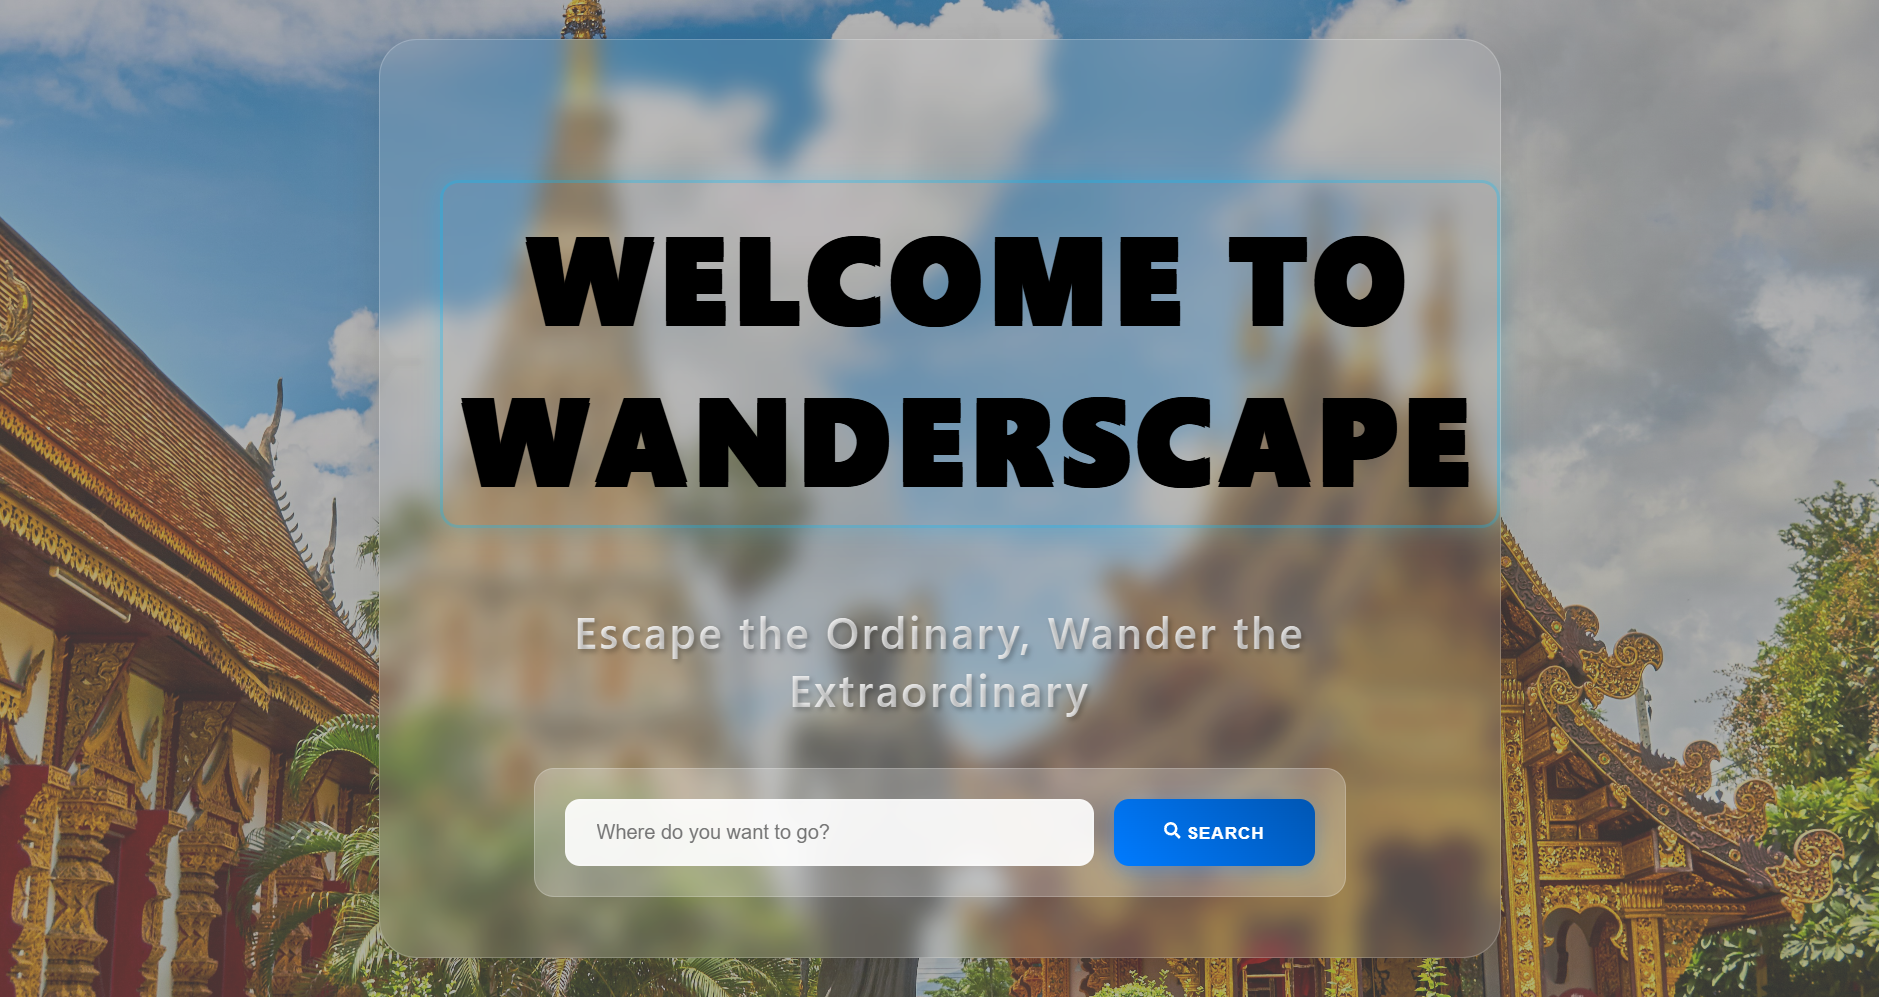 WELCOME TO
WANDERSCAPE
Escape the Ordinary, Wander the
Extraordinary
Where do you want to go?
SEARCH